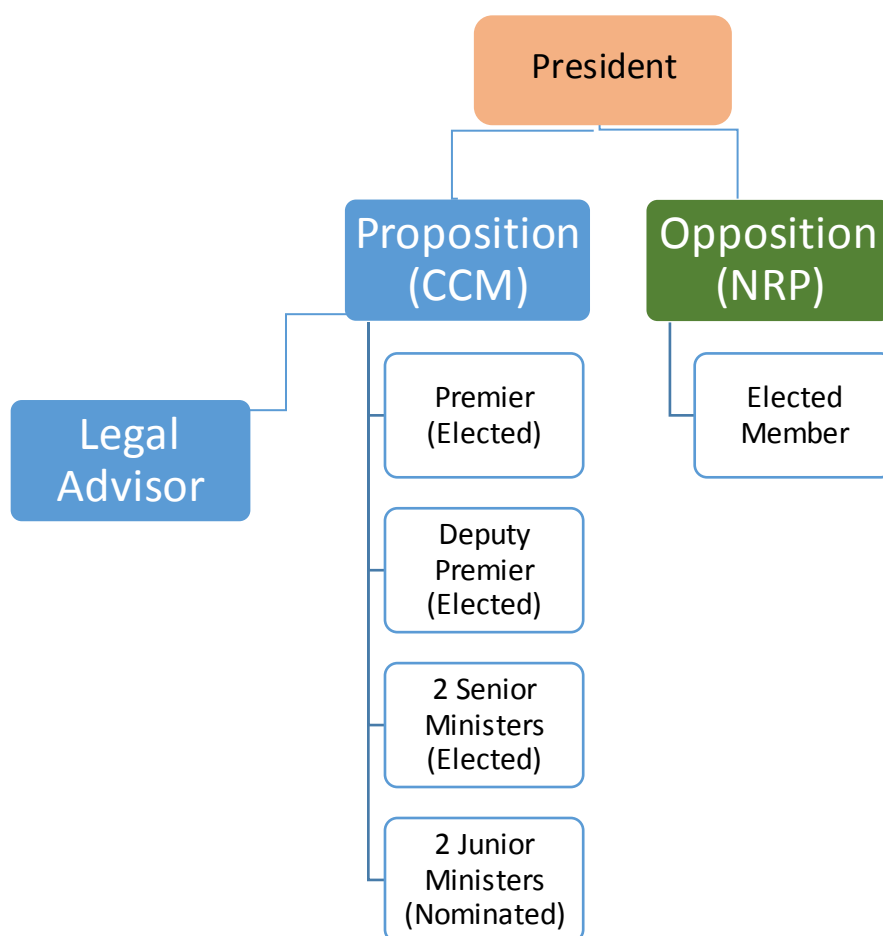 President
Proposition
(CCM)
Opposition
(NRP)
Legal
Advisor
Premier
(Elected)
Elected
Member
Deputy
Premier
(Elected)
2 Senior
Ministers
(Elected)
2 Junior
Ministers
(Nominated)